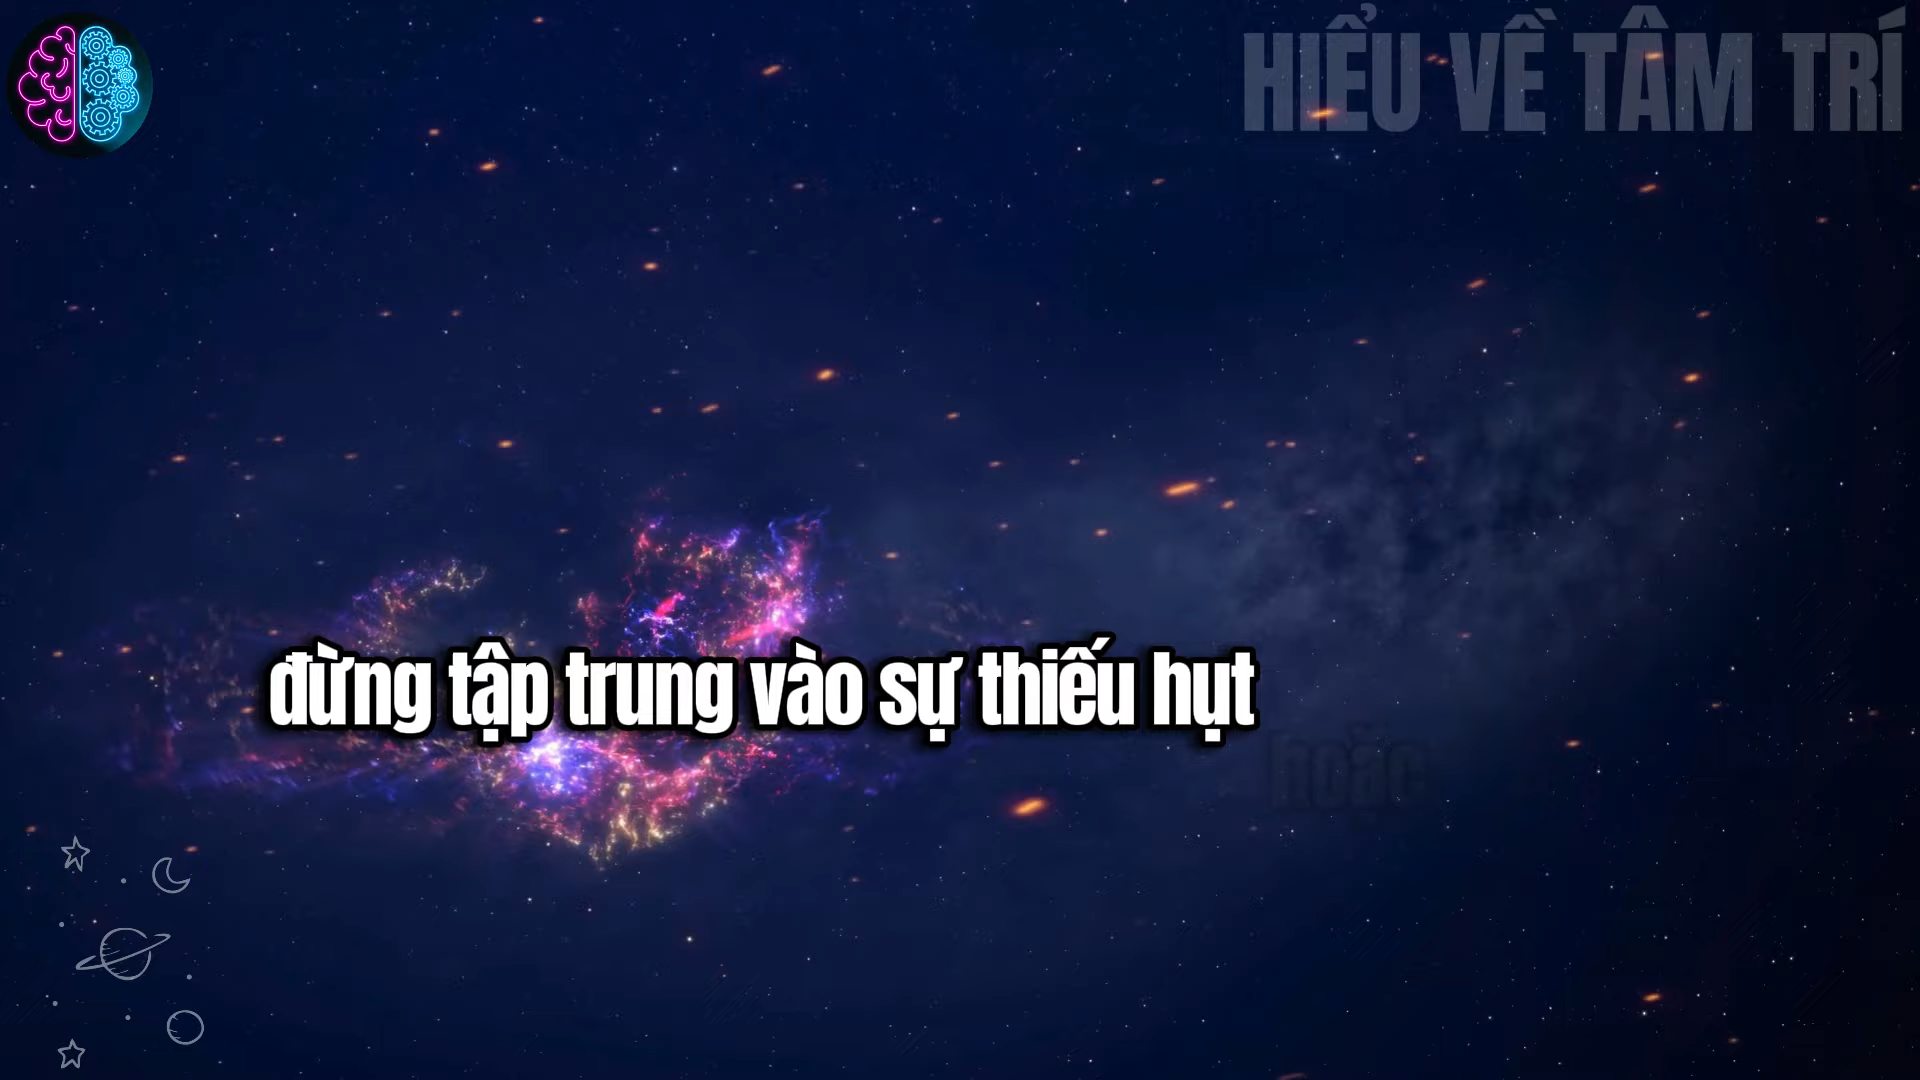 HIỂU VỀ TÂM TRÍ
đừng tập trung vào sự thiếu hụt
hoặc